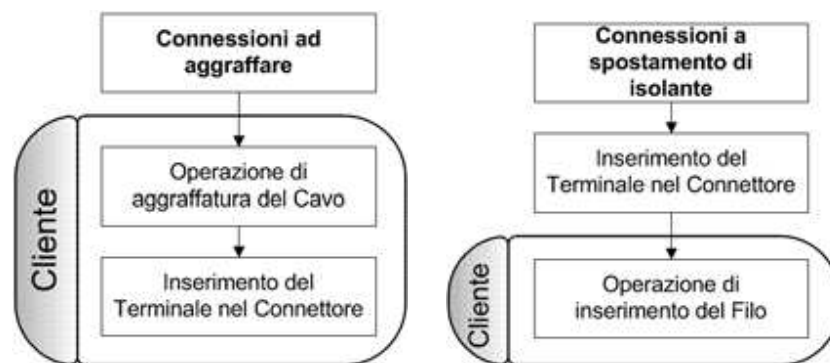 Connessioni ad
aggraffare
Cliente
Operazione di
aggraffatura del Cavo
Inserimento del
Terminale nel Connettore
Connessioni a
spostamento di
isolante
Inserimento del
Terminale nel Connettore
Cliente
Operazione di
inserimento del Filo